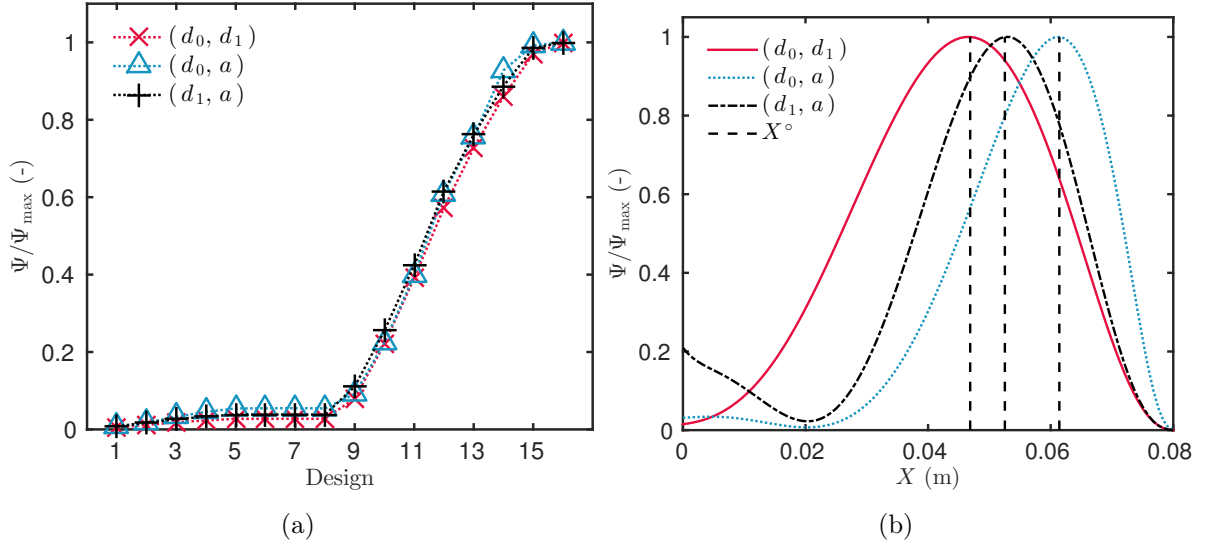 1
0.8
0.6
0.4
0.2
0
Ψ/Ψmax (-)
(d0, d1)
(d0, a)
(d1, a)
1 3 5 7 9 11 13 15
Design
(a)
1
0.8
0.6
0.4
0.2
0
Ψ/Ψmax (-)
(d0, d1)
(d0, a)
(d1, a)
X°
0 0.02 0.04 0.06 0.08
X (m)
(b)